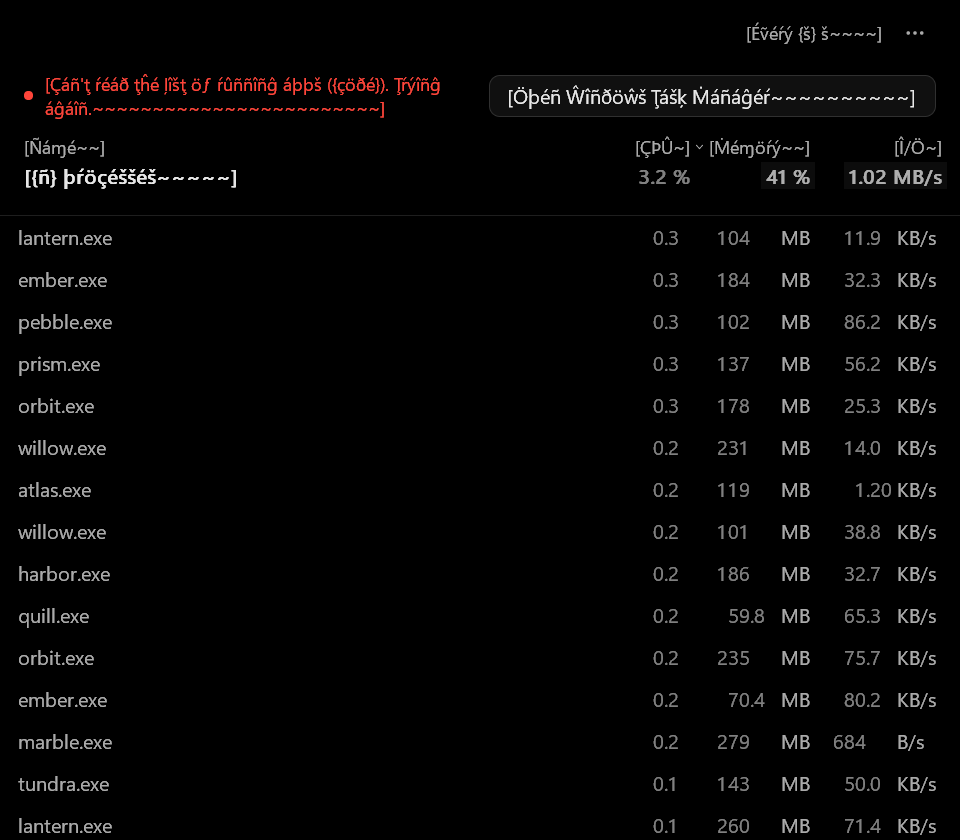 [Éṽéŕý {š} š~~~~] ···
[Çáñ'ţ ŕéáð ţĥé ļîšţ öƒ ŕûññîñĝ áþþš ({çöðé}). Ţŕýîñĝ
áĝáîñ.~~~~~~~~~~~~~~~~~~~~~~~~]
[Öþéñ Ŵîñðöŵš Ţášķ Ḿáñáĝéŕ~~~~~~~~~~]
[Ñáɱé~~] [ÇÞÛ~] [Ḿéɱöŕý~~] [Î/Ö~]
[{ñ} þŕöçéššéš~~~~~] 3.2 % 41 % 1.02 MB/s
lantern.exe 0.3 104 MB 11.9 KB/s
ember.exe 0.3 184 MB 32.3 KB/s
pebble.exe 0.3 102 MB 86.2 KB/s
prism.exe 0.3 137 MB 56.2 KB/s
orbit.exe 0.3 178 MB 25.3 KB/s
willow.exe 0.2 231 MB 14.0 KB/s
atlas.exe 0.2 119 MB 1.20 KB/s
willow.exe 0.2 101 MB 38.8 KB/s
harbor.exe 0.2 186 MB 32.7 KB/s
quill.exe 0.2 59.8 MB 65.3 KB/s
orbit.exe 0.2 235 MB 75.7 KB/s
ember.exe 0.2 70.4 MB 80.2 KB/s
marble.exe 0.2 279 MB 684 B/s
tundra.exe 0.1 143 MB 50.0 KB/s
lantern.exe 0.1 260 MB 71.4 KB/s